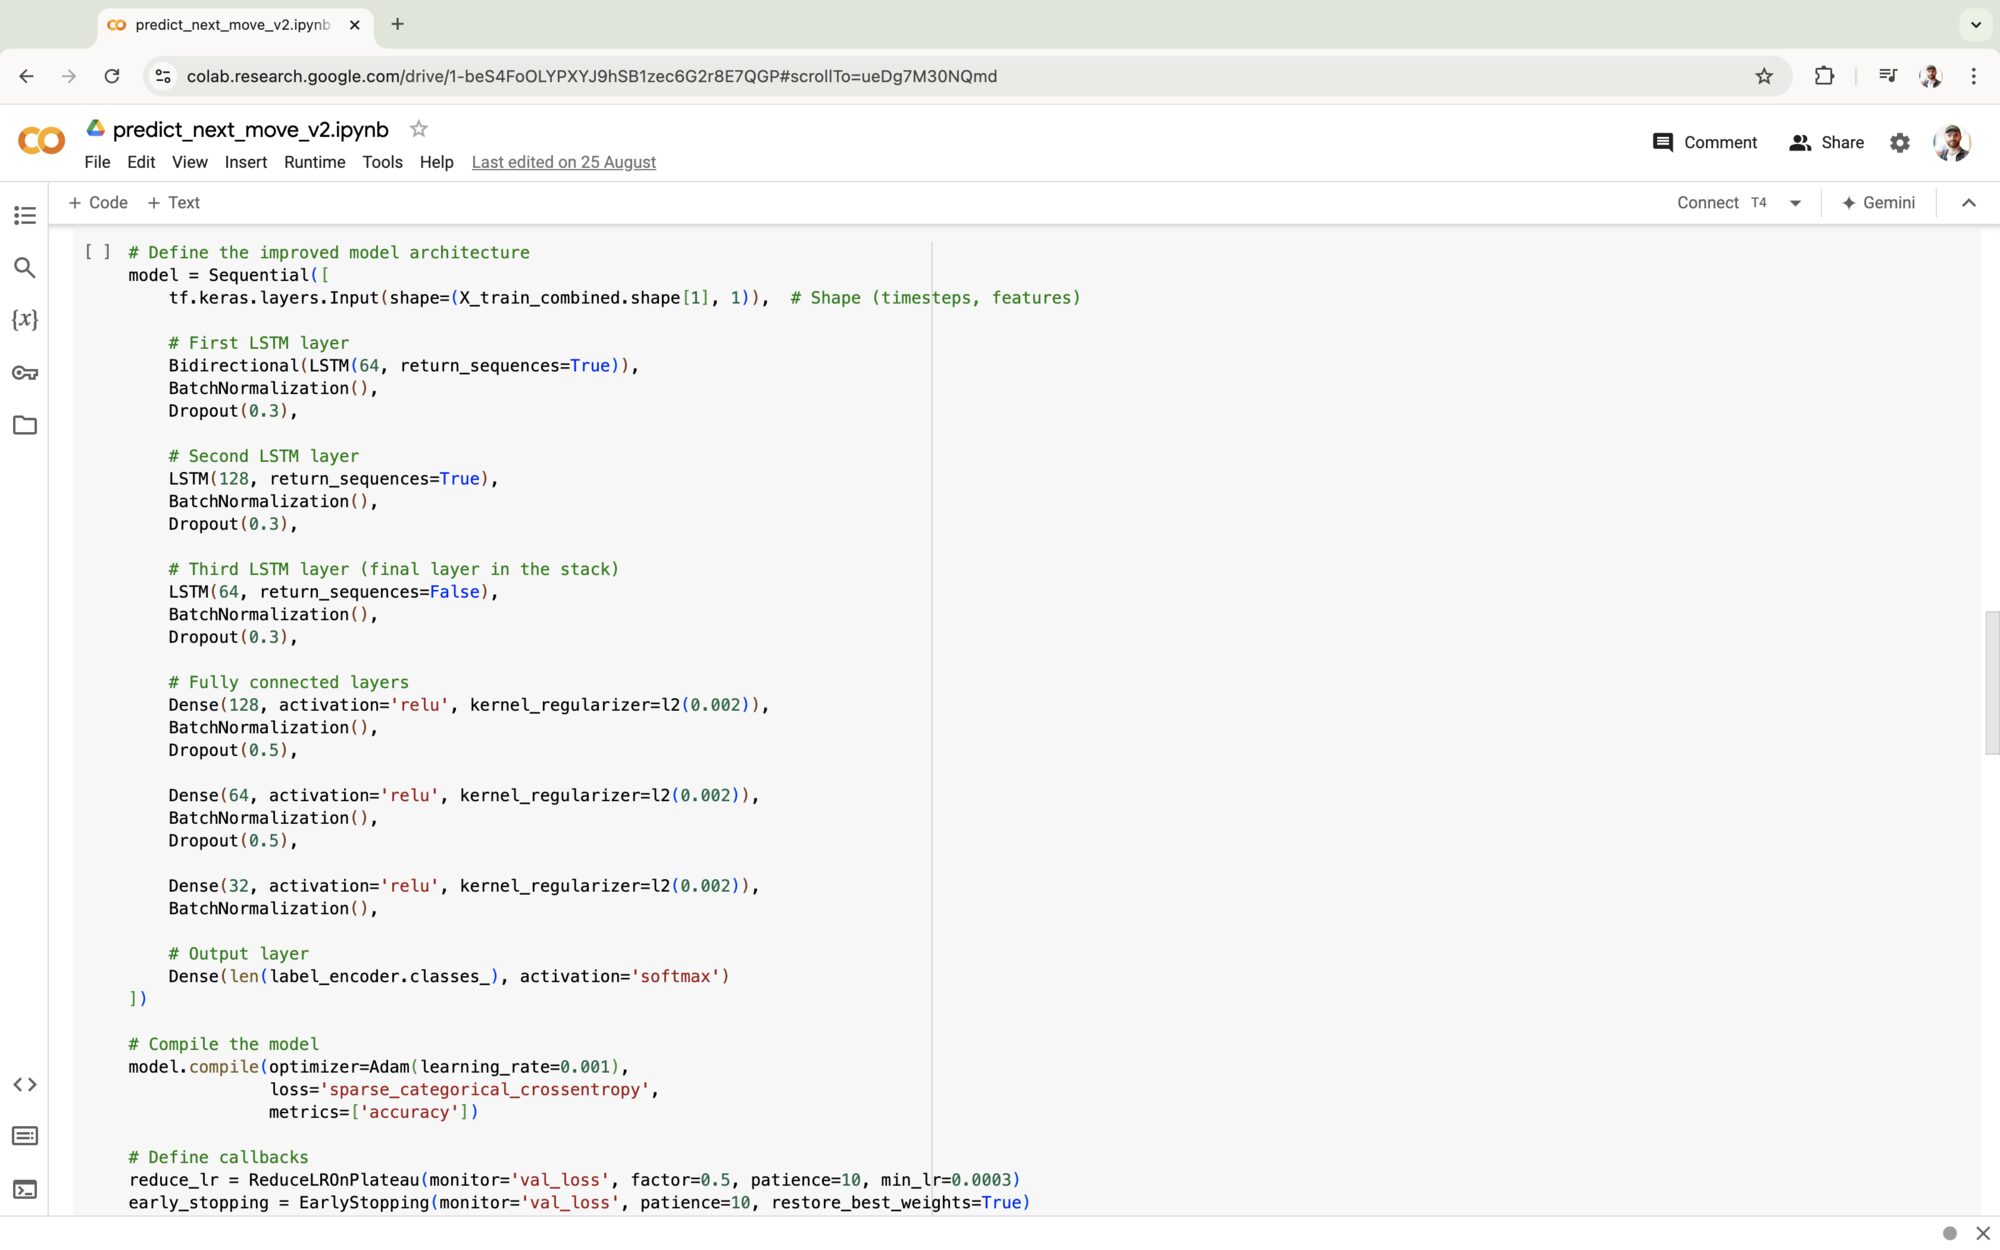 predict_next_move_v2.ipynb
colab.research.google.com/drive/1-beS4FoOLYPXYJ9hSB1zec6G2r8E7QGP#scrollTo=ueDg7M30NQmd
predict_next_move_v2.ipynb
File Edit View Insert Runtime Tools Help Last edited on 25 August
Comment Share
+ Code + Text
Connect T4 Gemini
[ ] # Define the improved model architecture
model = Sequential([
    tf.keras.layers.Input(shape=(X_train_combined.shape[1], 1)),  # Shape (timesteps, features)
    # First LSTM layer
    Bidirectional(LSTM(64, return_sequences=True)),
    BatchNormalization(),
    Dropout(0.3),
    # Second LSTM layer
    LSTM(128, return_sequences=True),
    BatchNormalization(),
    Dropout(0.3),
    # Third LSTM layer (final layer in the stack)
    LSTM(64, return_sequences=False),
    BatchNormalization(),
    Dropout(0.3),
    # Fully connected layers
    Dense(128, activation='relu', kernel_regularizer=l2(0.002)),
    BatchNormalization(),
    Dropout(0.5),
    Dense(64, activation='relu', kernel_regularizer=l2(0.002)),
    BatchNormalization(),
    Dropout(0.5),
    Dense(32, activation='relu', kernel_regularizer=l2(0.002)),
    BatchNormalization(),
    # Output layer
    Dense(len(label_encoder.classes_), activation='softmax')
])
# Compile the model
model.compile(optimizer=Adam(learning_rate=0.001),
              loss='sparse_categorical_crossentropy',
              metrics=['accuracy'])
# Define callbacks
reduce_lr = ReduceLROnPlateau(monitor='val_loss', factor=0.5, patience=10, min_lr=0.0003)
early_stopping = EarlyStopping(monitor='val_loss', patience=10, restore_best_weights=True)